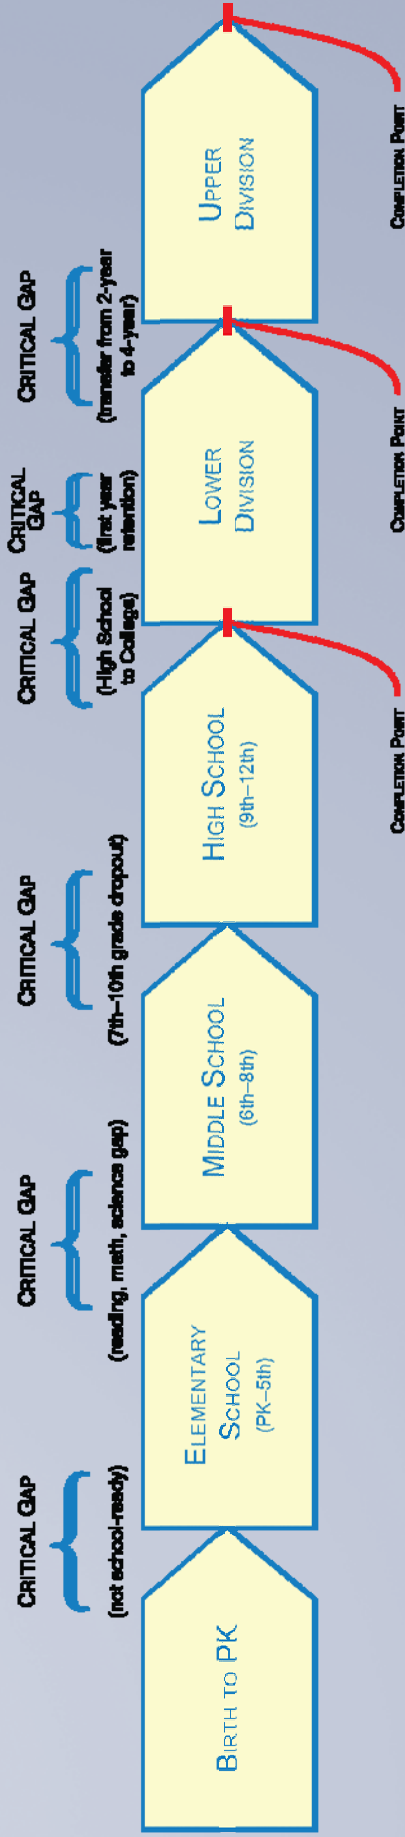 CRITICAL GAP
(not school-ready)
CRITICAL GAP
(reading, math, science gap)
CRITICAL GAP
(7th–10th grade dropout)
CRITICAL GAP
(High School
to College)
CRITICAL
GAP
(first year
retention)
CRITICAL GAP
(transfer from 2-year
to 4-year)
BIRTH TO PK
ELEMENTARY
SCHOOL
(PK–5th)
MIDDLE SCHOOL
(6th–8th)
HIGH SCHOOL
(9th–12th)
LOWER
DIVISION
UPPER
DIVISION
COMPLETION POINT
COMPLETION POINT
COMPLETION POINT